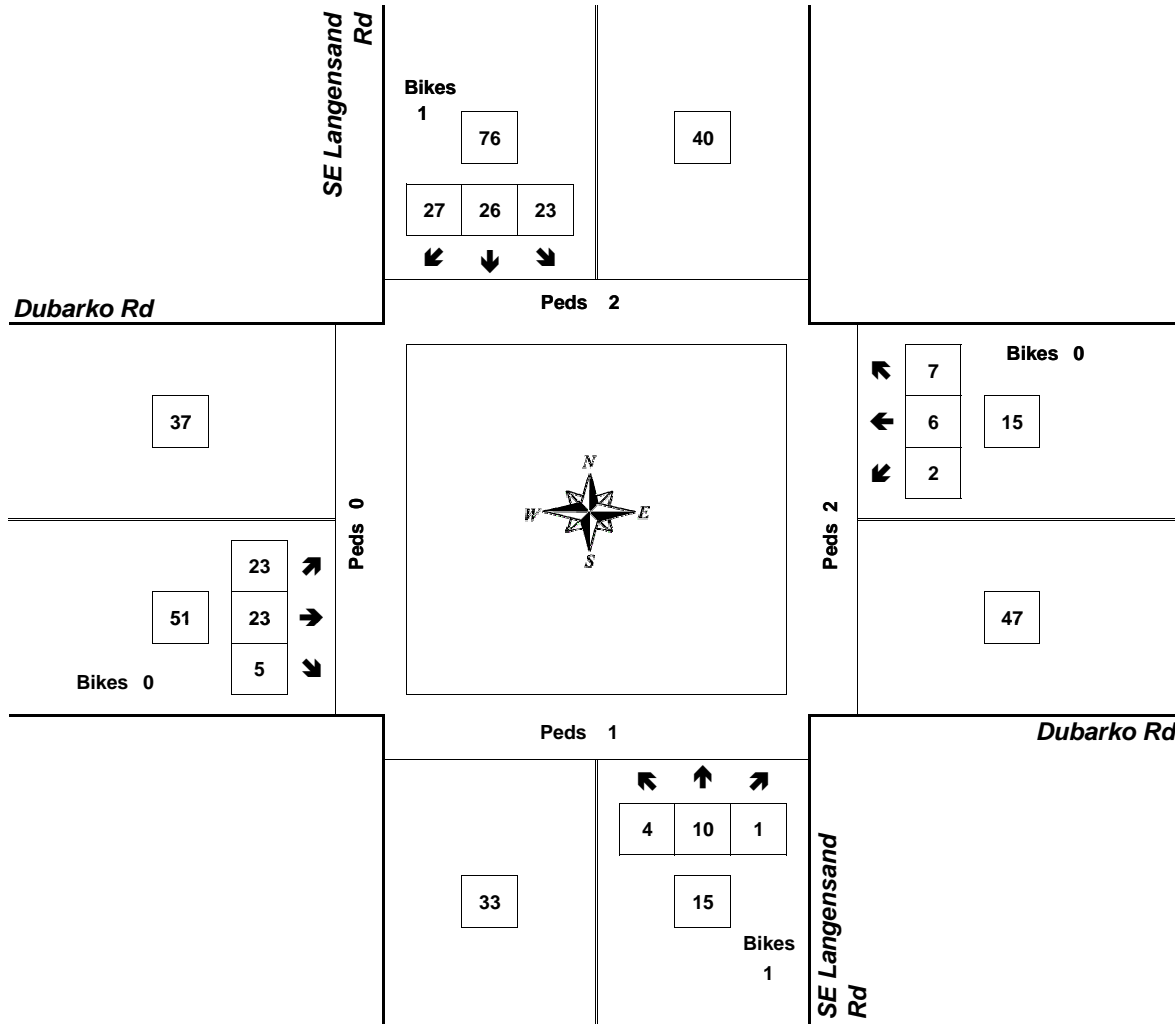 SE Langensand
Rd
Bikes
1
76
40
27 26 23
Peds 2
Dubarko Rd
Bikes 0
7
37
6
15
2
N
W E
S
Peds 0
Peds 2
23
51
23
47
5
Bikes 0
Peds 1
Dubarko Rd
4 10 1
33
15
Bikes
1
SE Langensand
Rd